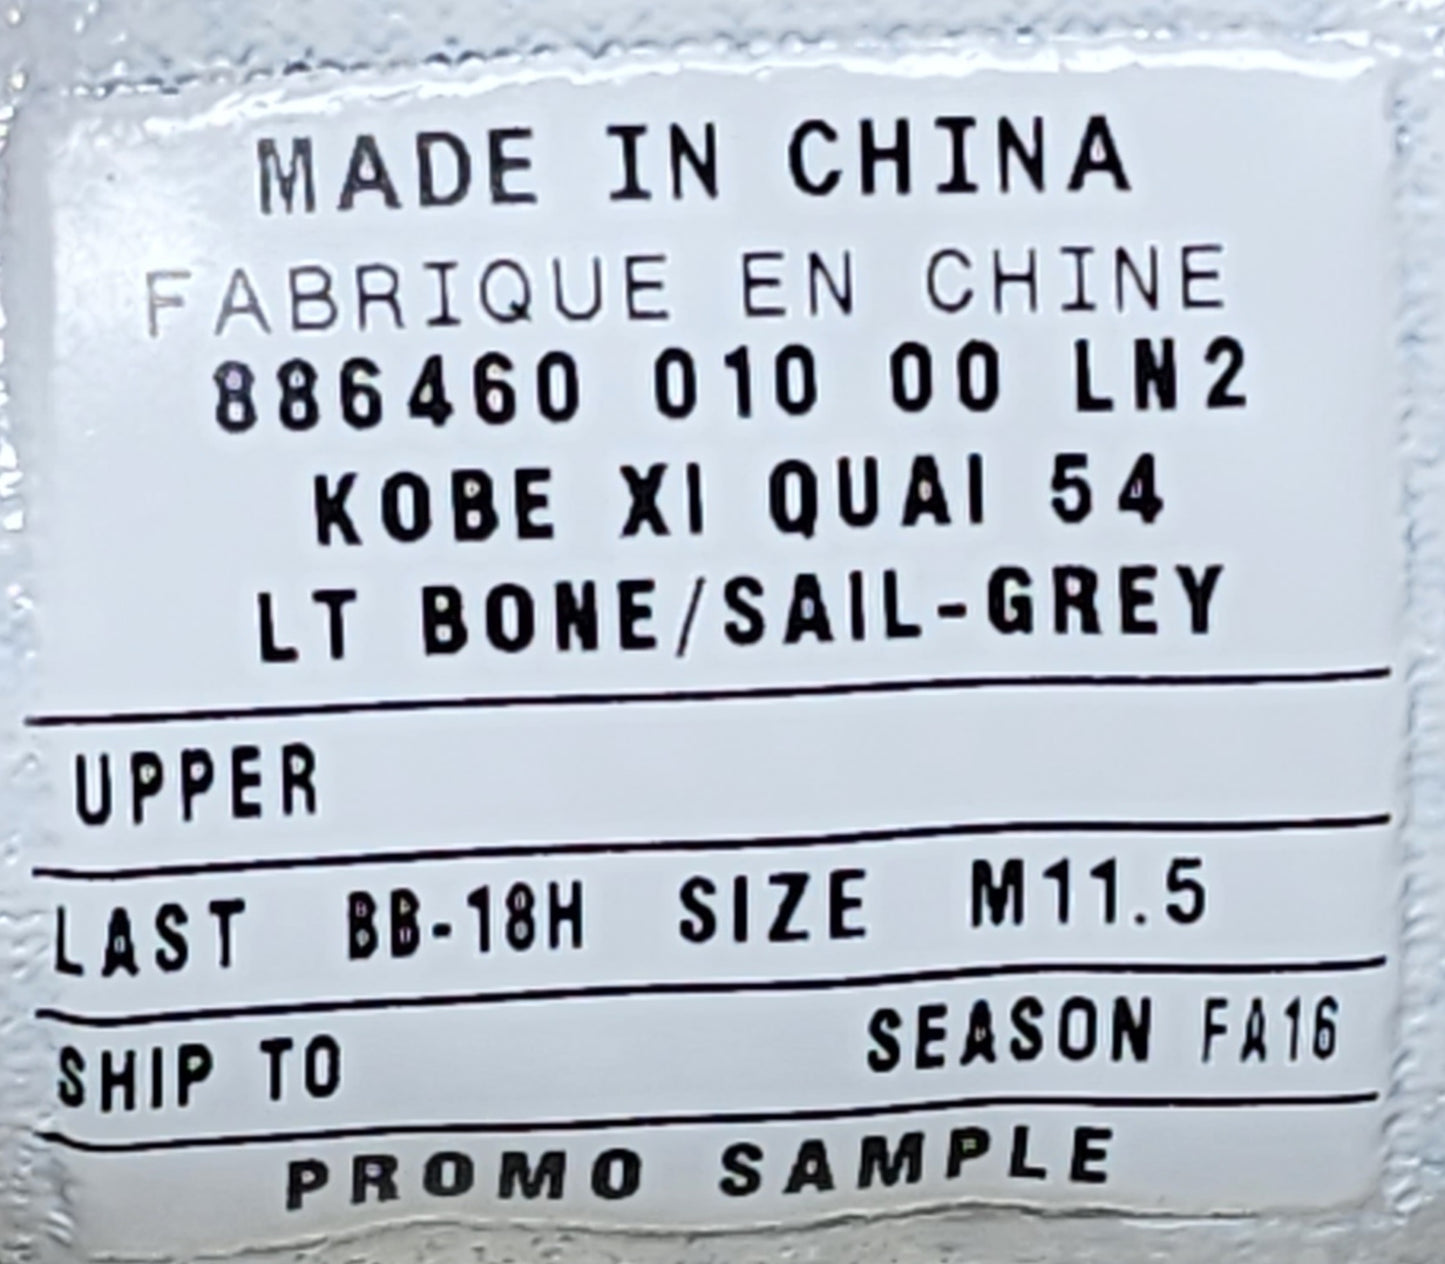 MADE IN CHINA
FABRIQUE EN CHINE
886460 010 00 LN2
KOBE XI QUAI 54
LT BONE/SAIL-GREY
UPPER
LAST BB-18H SIZE M11.5
SHIP TO SEASON FA16
PROMO SAMPLE